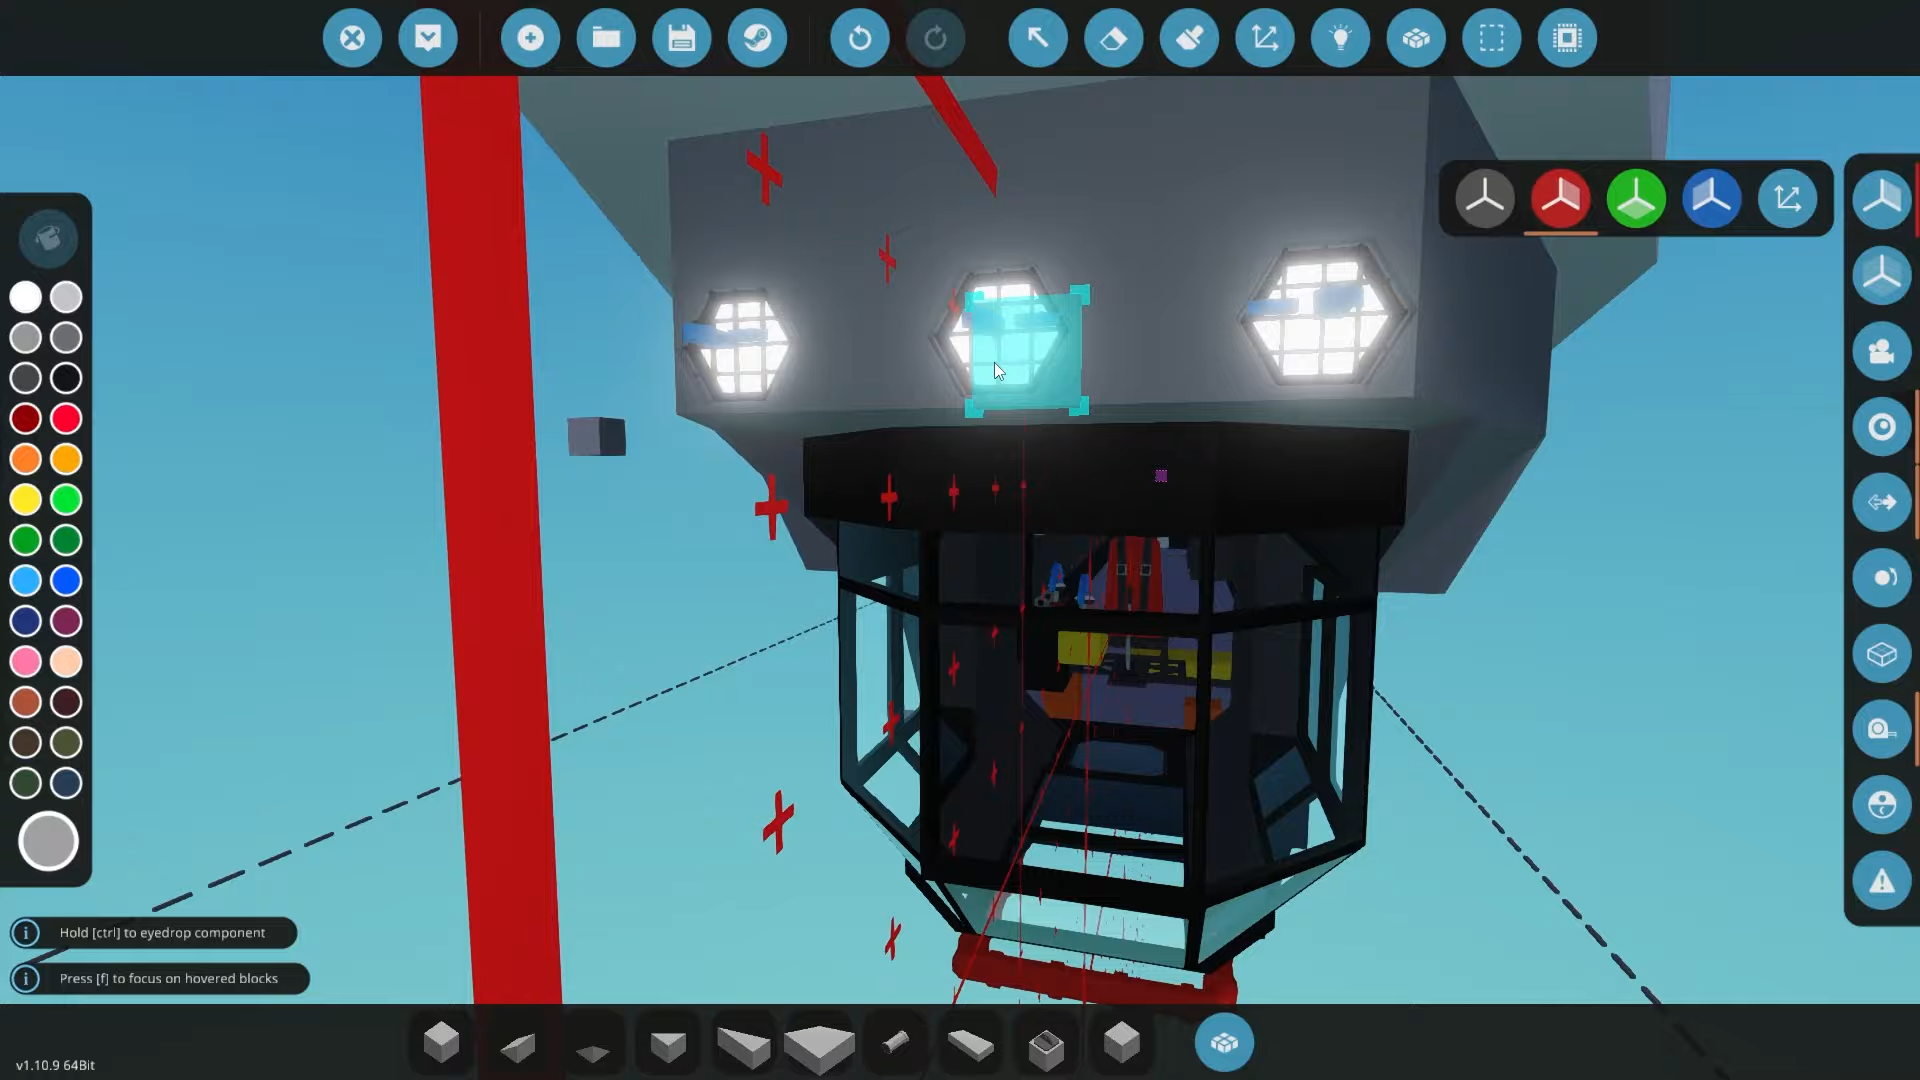 Hold [ctrl] to eyedrop component
Press [f] to focus on hovered blocks
v1.10.9 64Bit